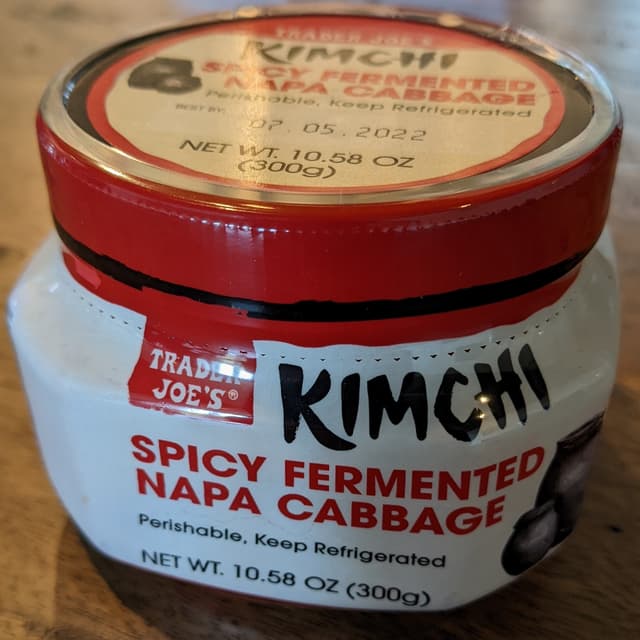 TRADER JOE'S
KIMCHI
SPICY FERMENTED
NAPA CABBAGE
Perishable, Keep Refrigerated
BEST BY:
07.05.2022
NET WT. 10.58 OZ
(300g)
TRADER
JOE'S®
KIMCHI
SPICY FERMENTED
NAPA CABBAGE
Perishable, Keep Refrigerated
NET WT. 10.58 OZ (300g)